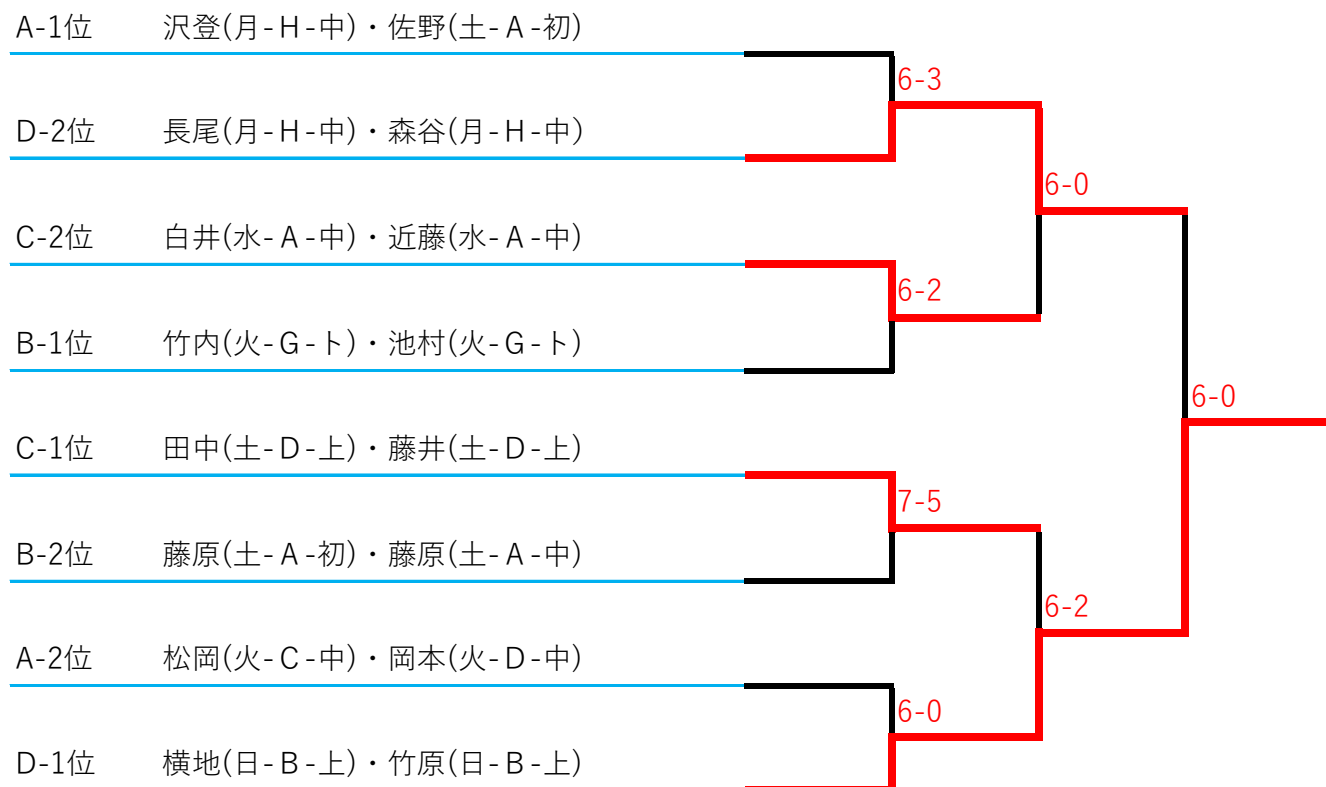 A-1位 沢登(月-H-中)・佐野(土-A-初)
6-3
D-2位 長尾(月-H-中)・森谷(月-H-中)
6-0
C-2位 白井(水-A-中)・近藤(水-A-中)
6-2
B-1位 竹内(火-G-ト)・池村(火-G-ト)
6-0
C-1位 田中(土-D-上)・藤井(土-D-上)
7-5
B-2位 藤原(土-A-初)・藤原(土-A-中)
6-2
A-2位 松岡(火-C-中)・岡本(火-D-中)
6-0
D-1位 横地(日-B-上)・竹原(日-B-上)